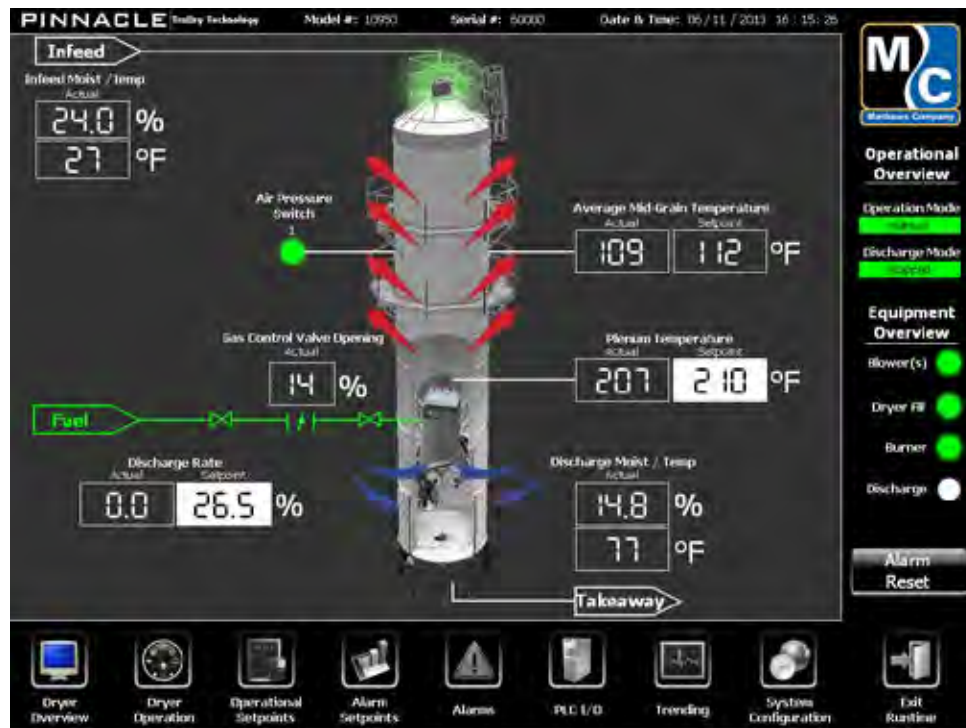 PINNACLE TruDry Technology Model #: 10950 Serial #: 60000 Date & Time: 06/11/2013 16:15:26
Infeed
Infeed Moist / Temp
Actual
24.0 %
27 °F
MC
Mathews Company
Operational
Overview
Operation Mode
Manual
Discharge Mode
Stopped
Equipment
Overview
Blower(s)
Dryer Fill
Burner
Discharge
Alarm
Reset
Air Pressure
Switch
1
Average Mid-Grain Temperature
Actual Setpoint
109 112 °F
Gas Control Valve Opening
Actual
14 %
Plenum Temperature
Actual Setpoint
207 210 °F
Fuel
Discharge Rate
Actual Setpoint
0.0 26.5 %
Discharge Moist / Temp
Actual
14.8 %
77 °F
Takeaway
Dryer
Overview
Dryer
Operation
Operational
Setpoints
Alarm
Setpoints
Alarms
PLC I/O
Trending
System
Configuration
Exit
Runtime